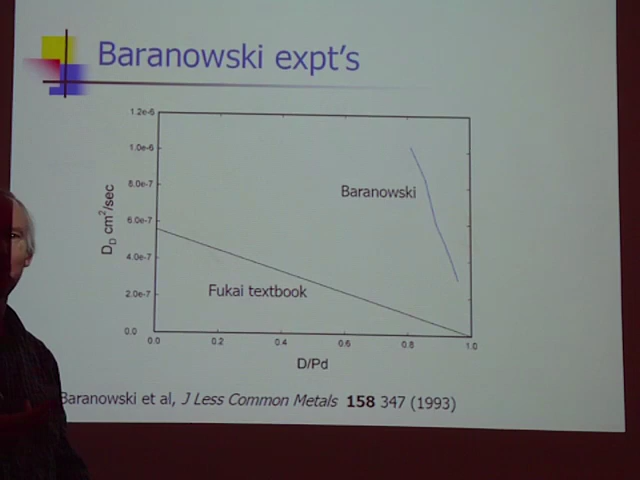 Baranowski expt's
1.2e-6
1.0e-6
8.0e-7
6.0e-7
4.0e-7
2.0e-7
0.0
D_D cm²/sec
Baranowski
Fukai textbook
0.0 0.2 0.4 0.6 0.8 1.0
D/Pd
Baranowski et al, J Less Common Metals 158 347 (1993)